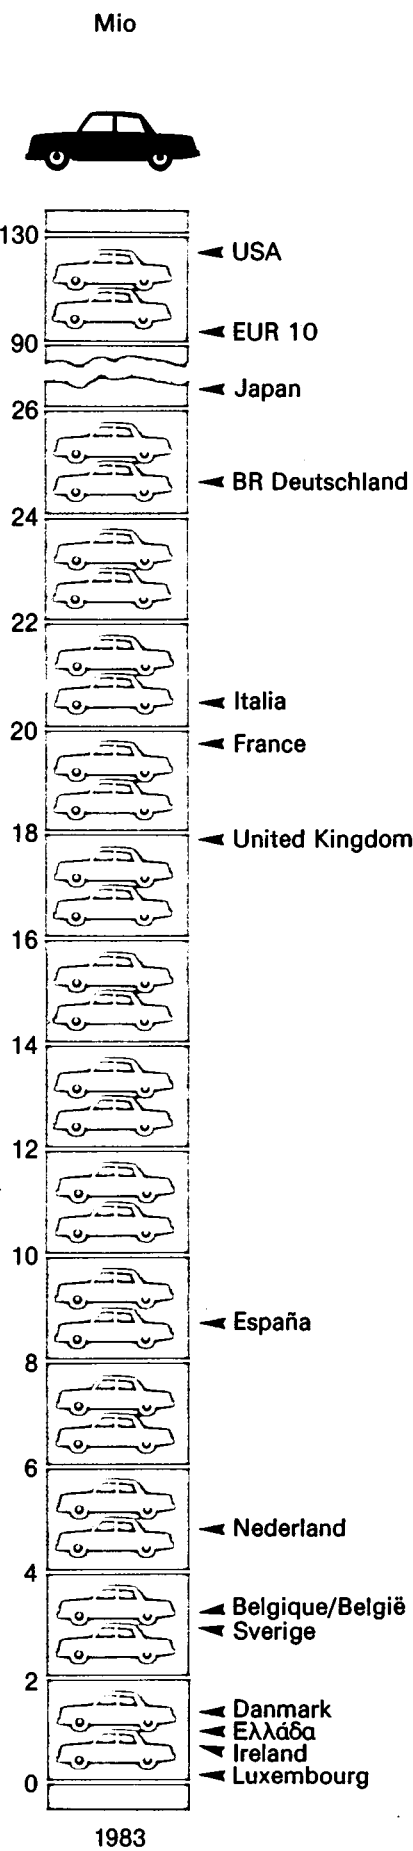 Mio
130
USA
EUR 10
90
Japan
26
BR Deutschland
24
22
Italia
20
France
18
United Kingdom
16
14
12
10
España
8
6
Nederland
4
Belgique/België
Sverige
2
Danmark
Ελλάδα
Ireland
Luxembourg
0
1983